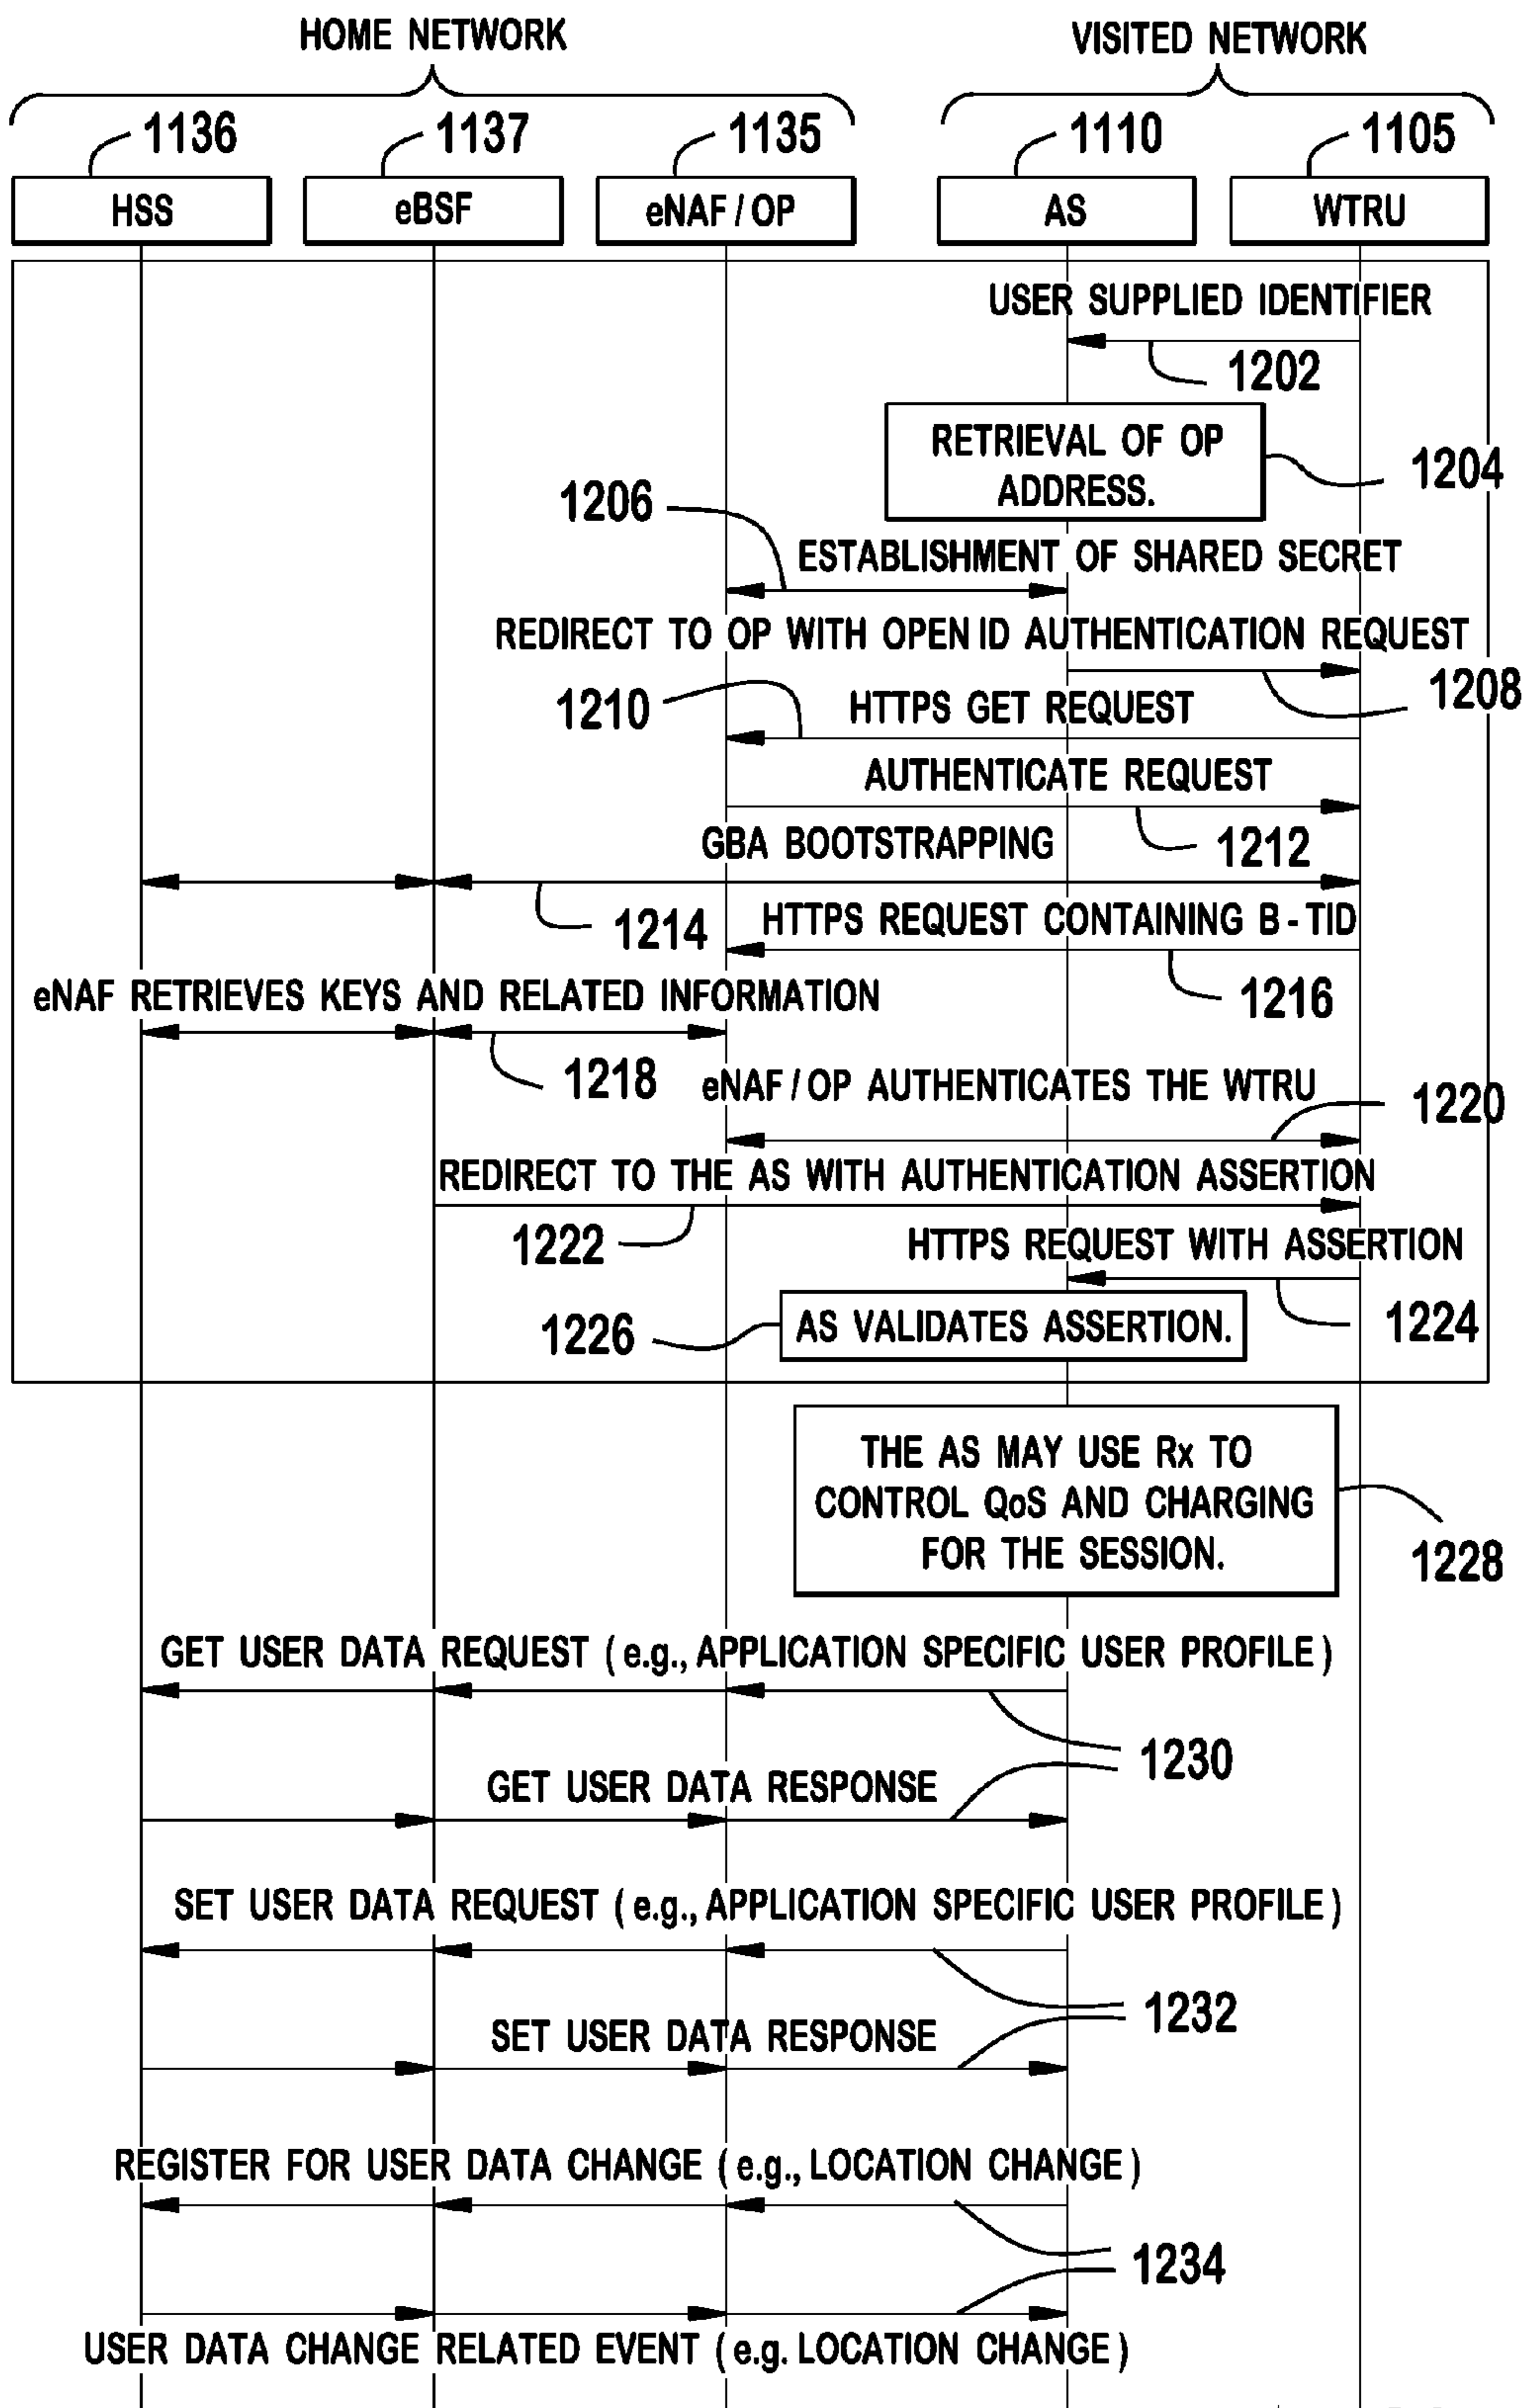 HOME NETWORK
VISITED NETWORK
1136
1137
1135
1110
1105
HSS
eBSF
eNAF / OP
AS
WTRU
USER SUPPLIED IDENTIFIER
1202
RETRIEVAL OF OP
ADDRESS.
1204
1206
ESTABLISHMENT OF SHARED SECRET
REDIRECT TO OP WITH OPEN ID AUTHENTICATION REQUEST
1208
1210
HTTPS GET REQUEST
AUTHENTICATE REQUEST
1212
GBA BOOTSTRAPPING
1214
HTTPS REQUEST CONTAINING B - TID
1216
eNAF RETRIEVES KEYS AND RELATED INFORMATION
1218
eNAF / OP AUTHENTICATES THE WTRU
1220
REDIRECT TO THE AS WITH AUTHENTICATION ASSERTION
1222
HTTPS REQUEST WITH ASSERTION
1224
1226
AS VALIDATES ASSERTION.
THE AS MAY USE Rx TO
CONTROL QoS AND CHARGING
FOR THE SESSION.
1228
GET USER DATA REQUEST ( e.g., APPLICATION SPECIFIC USER PROFILE )
1230
GET USER DATA RESPONSE
SET USER DATA REQUEST ( e.g., APPLICATION SPECIFIC USER PROFILE )
1232
SET USER DATA RESPONSE
REGISTER FOR USER DATA CHANGE ( e.g., LOCATION CHANGE )
1234
USER DATA CHANGE RELATED EVENT ( e.g. LOCATION CHANGE )